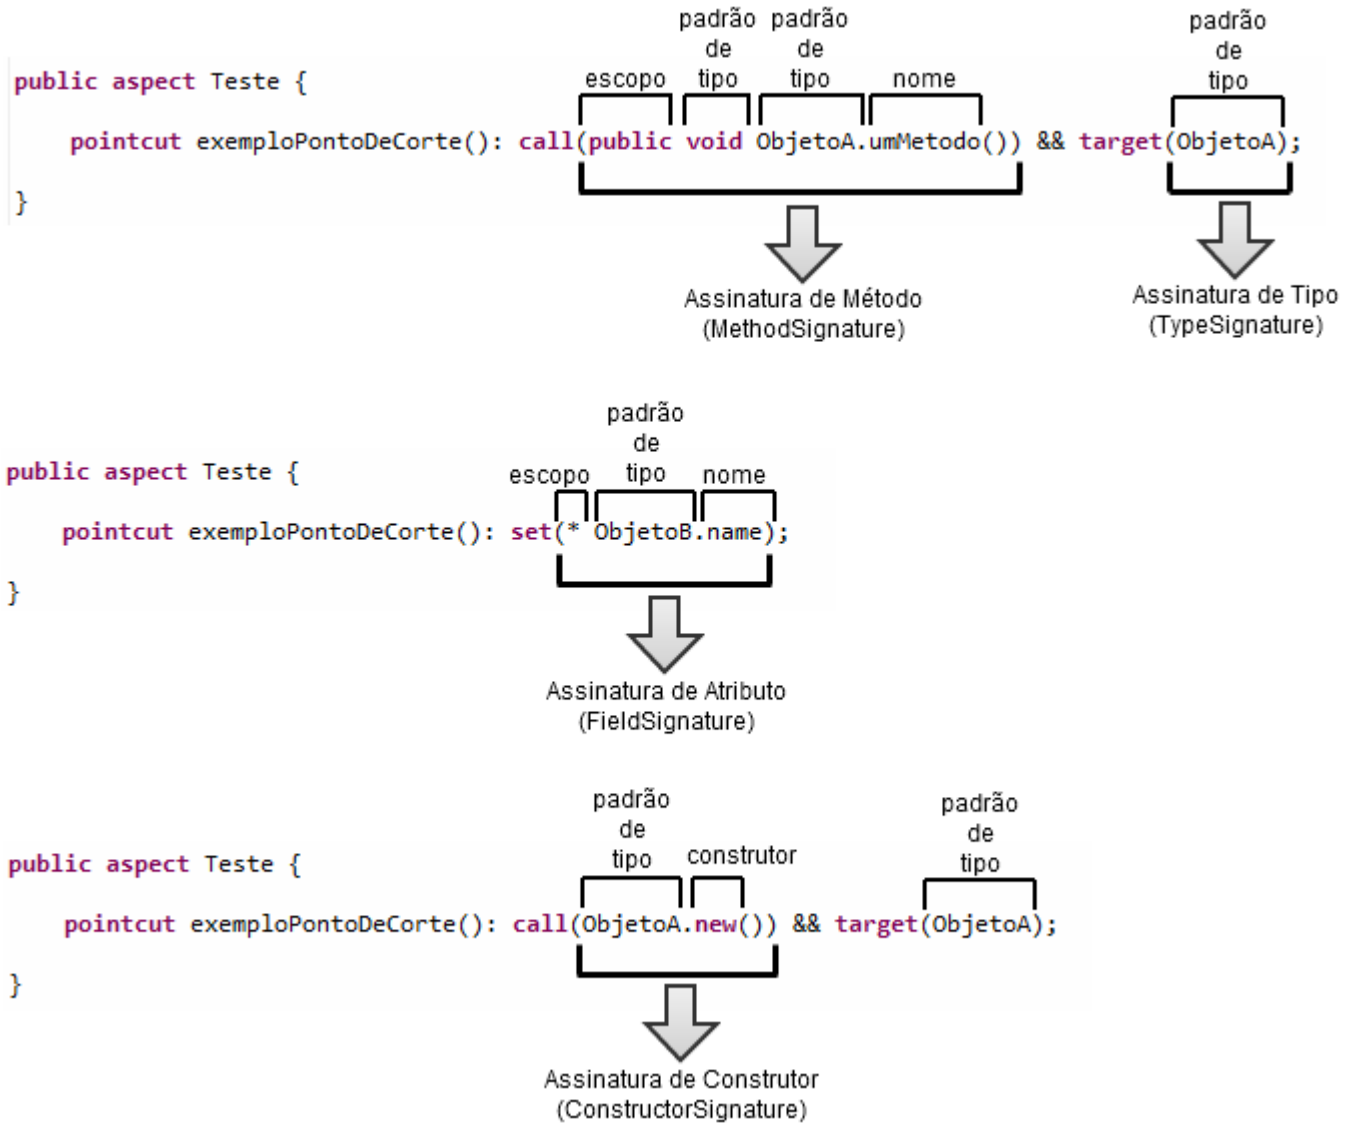 padrão padrão padrão
de de de
escopo tipo tipo nome tipo
public aspect Teste {
pointcut exemploPontoDeCorte(): call(public void ObjetoA.umMetodo()) && target(ObjetoA);
}
Assinatura de Método Assinatura de Tipo
(MethodSignature) (TypeSignature)
padrão
de
escopo tipo nome
public aspect Teste {
pointcut exemploPontoDeCorte(): set(* ObjetoB.name);
}
Assinatura de Atributo
(FieldSignature)
padrão padrão
de de
tipo construtor tipo
public aspect Teste {
pointcut exemploPontoDeCorte(): call(ObjetoA.new()) && target(ObjetoA);
}
Assinatura de Construtor
(ConstructorSignature)